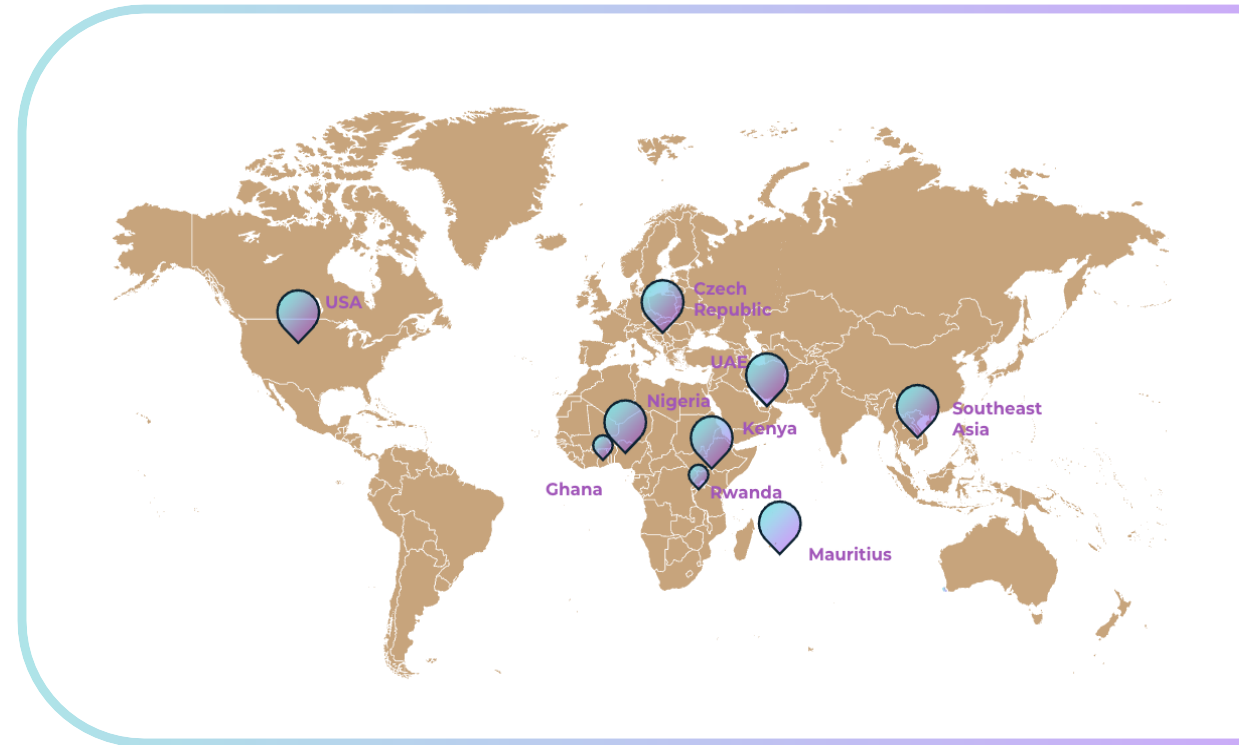 USA
Czech
Republic
UAE
Nigeria
Kenya
Southeast
Asia
Ghana
Rwanda
Mauritius